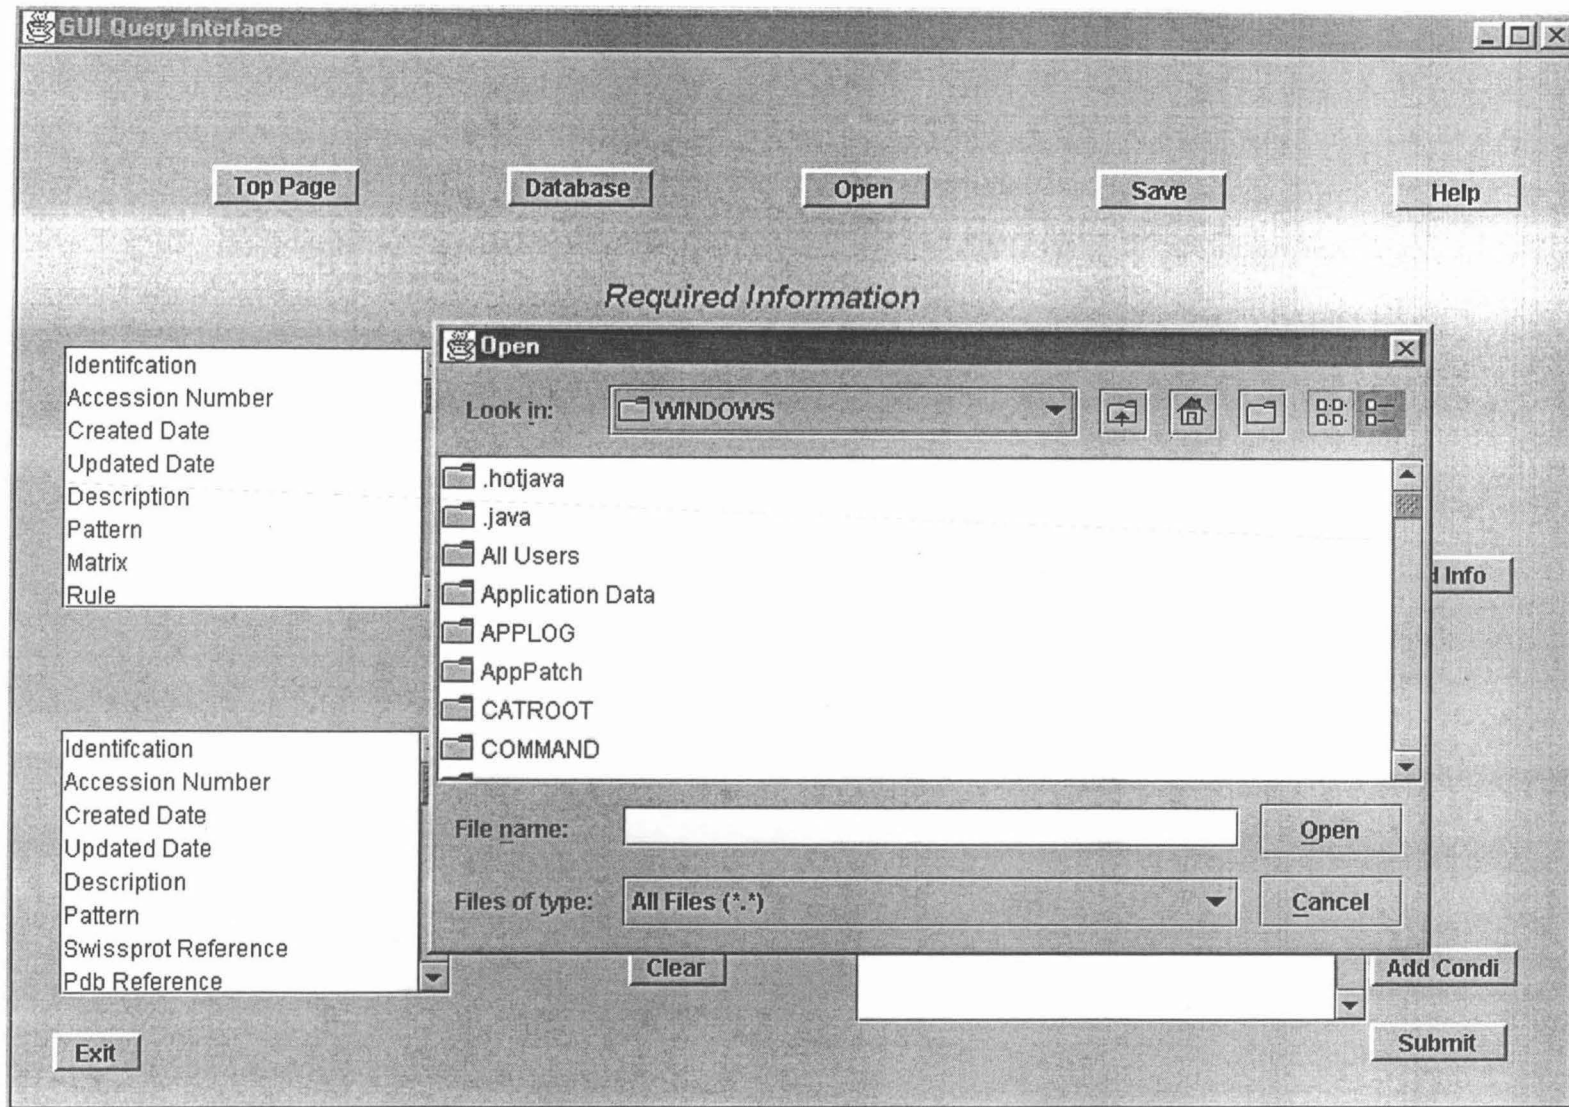 GUI Query Interface
Top Page
Database
Open
Save
Help
Required Information
Identifcation
Accession Number
Created Date
Updated Date
Description
Pattern
Matrix
Rule
Open
Look in:
WINDOWS
.hotjava
.java
All Users
Application Data
APPLOG
AppPatch
CATROOT
COMMAND
File name:
Open
Files of type:
All Files (*.*)
Cancel
Info
Identifcation
Accession Number
Created Date
Updated Date
Description
Pattern
Swissprot Reference
Pdb Reference
Clear
Add Condi
Exit
Submit